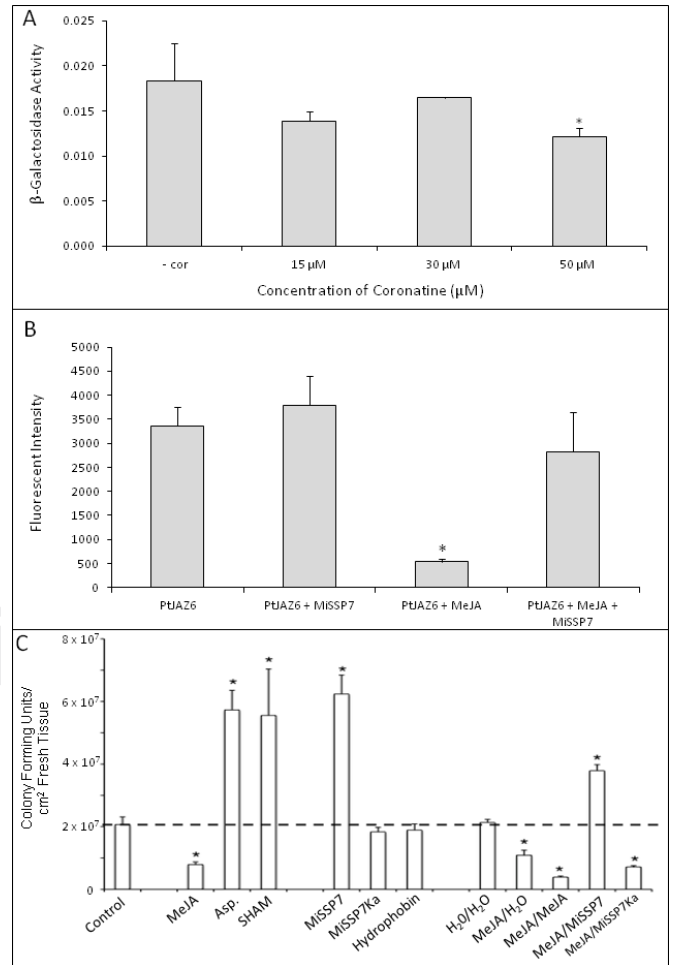 A
0.025
0.020
0.015
0.010
0.005
0.000
β-Galactosidase Activity
*
- cor
15 µM
30 µM
50 µM
Concentration of Coronatine (µM)
B
5000
4500
4000
3500
3000
2500
2000
1500
1000
500
0
Fluorescent Intensity
*
PtJAZ6
PtJAZ6 + MiSSP7
PtJAZ6 + MeJA
PtJAZ6 + MeJA +
MiSSP7
C
8 x 10⁷
6 x 10⁷
4 x 10⁷
2 x 10⁷
0
Colony Forming Units/
cm² Fresh Tissue
* * * * * * * *
Control
MeJA
Asp.
SHAM
MiSSP7
MiSSP7Ka
Hydrophobin
H₂0/H₂O
MeJA/H₂O
MeJA/MeJA
MeJA/MiSSP7
MeJA/MiSSP7Ka